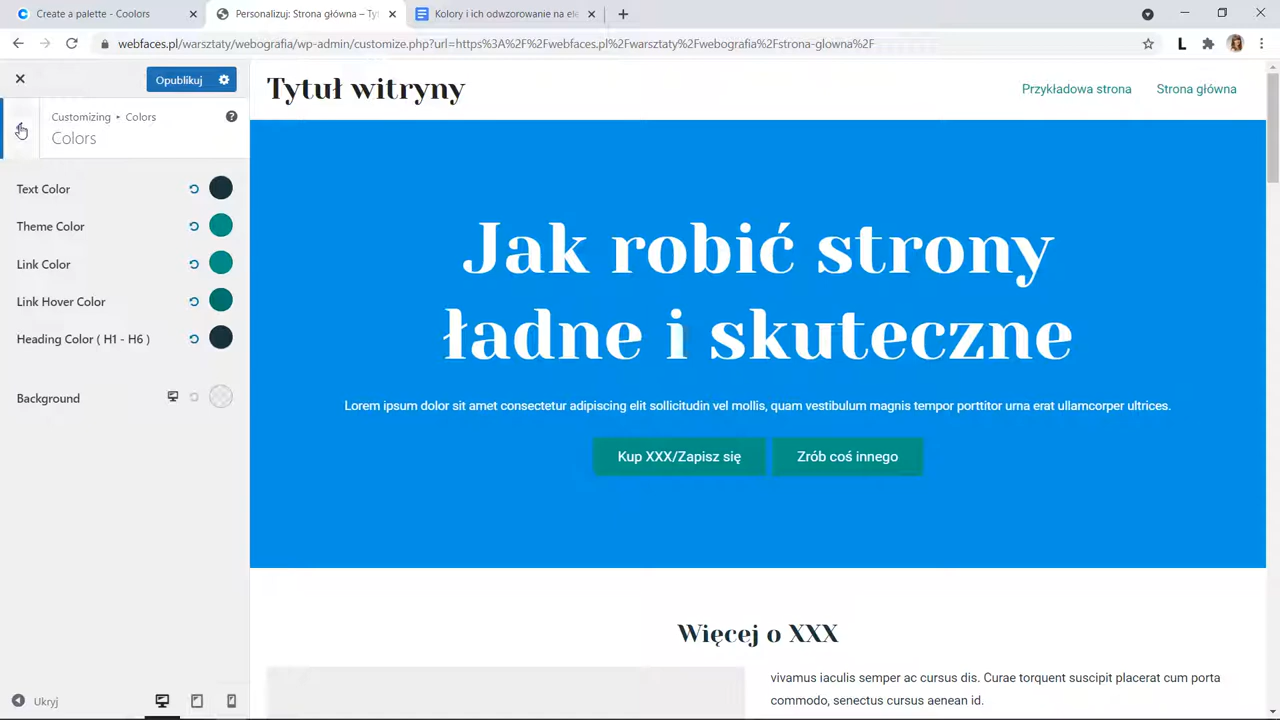 Create a palette - Coolors
Personalizuj: Strona główna – Ty
Kolory i ich odwzorowanie na ele
webfaces.pl/warsztaty/webografia/wp-admin/customize.php?url=https%3A%2F%2Fwebfaces.pl%2Fwarsztaty%2Fwebografia%2Fstrona-glowna%2F
L
Opublikuj
Customizing ▸ Colors
Colors
Text Color
Theme Color
Link Color
Link Hover Color
Heading Color ( H1 - H6 )
Background
Ukryj
Tytuł witryny
Przykładowa strona
Strona główna
Jak robić strony
ładne i skuteczne
Lorem ipsum dolor sit amet consectetur adipiscing elit sollicitudin vel mollis, quam vestibulum magnis tempor porttitor urna erat ullamcorper ultrices.
Kup XXX/Zapisz się
Zrób coś innego
Więcej o XXX
vivamus iaculis semper ac cursus dis. Curae torquent suscipit placerat cum porta
commodo, senectus cursus aenean id.